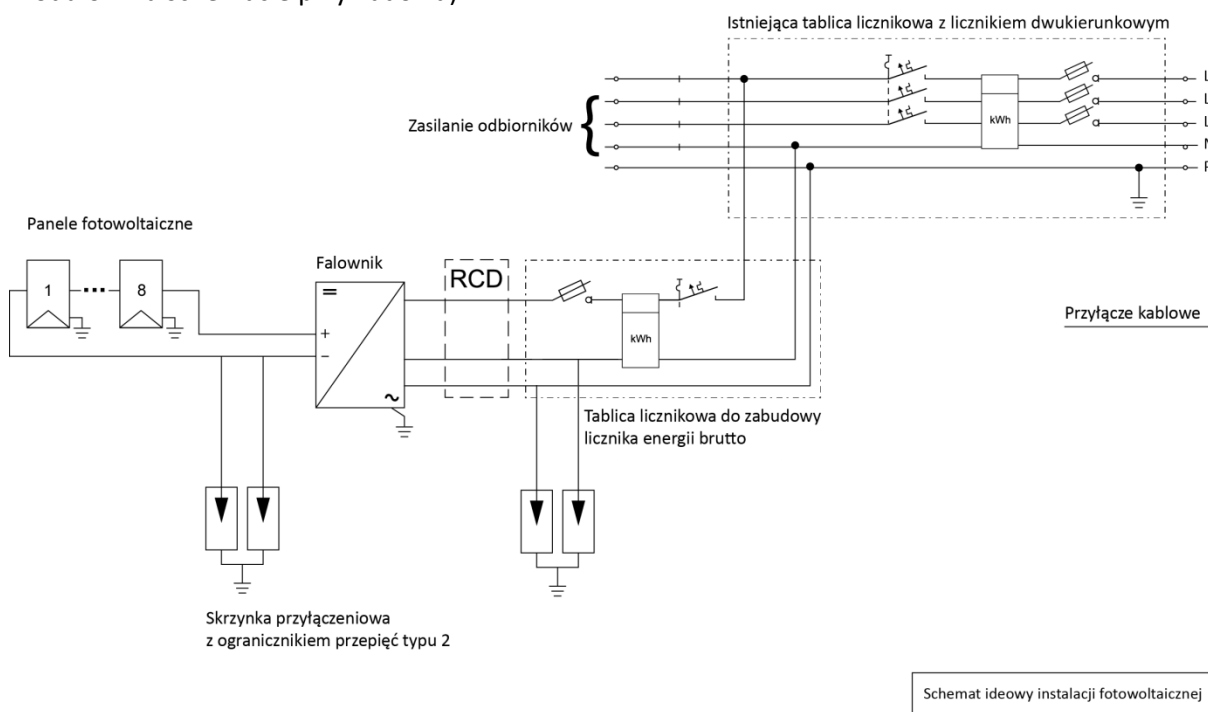 Istniejąca tablica licznikowa z licznikiem dwukierunkowym
L
L
L
N
kWh
Zasilanie odbiorników
Panele fotowoltaiczne
1
8
Falownik
RCD
kWh
Przyłącze kablowe
Tablica licznikowa do zabudowy
licznika energii brutto
Skrzynka przyłączeniowa
z ogranicznikiem przepięć typu 2
Schemat ideowy instalacji fotowoltaicznej